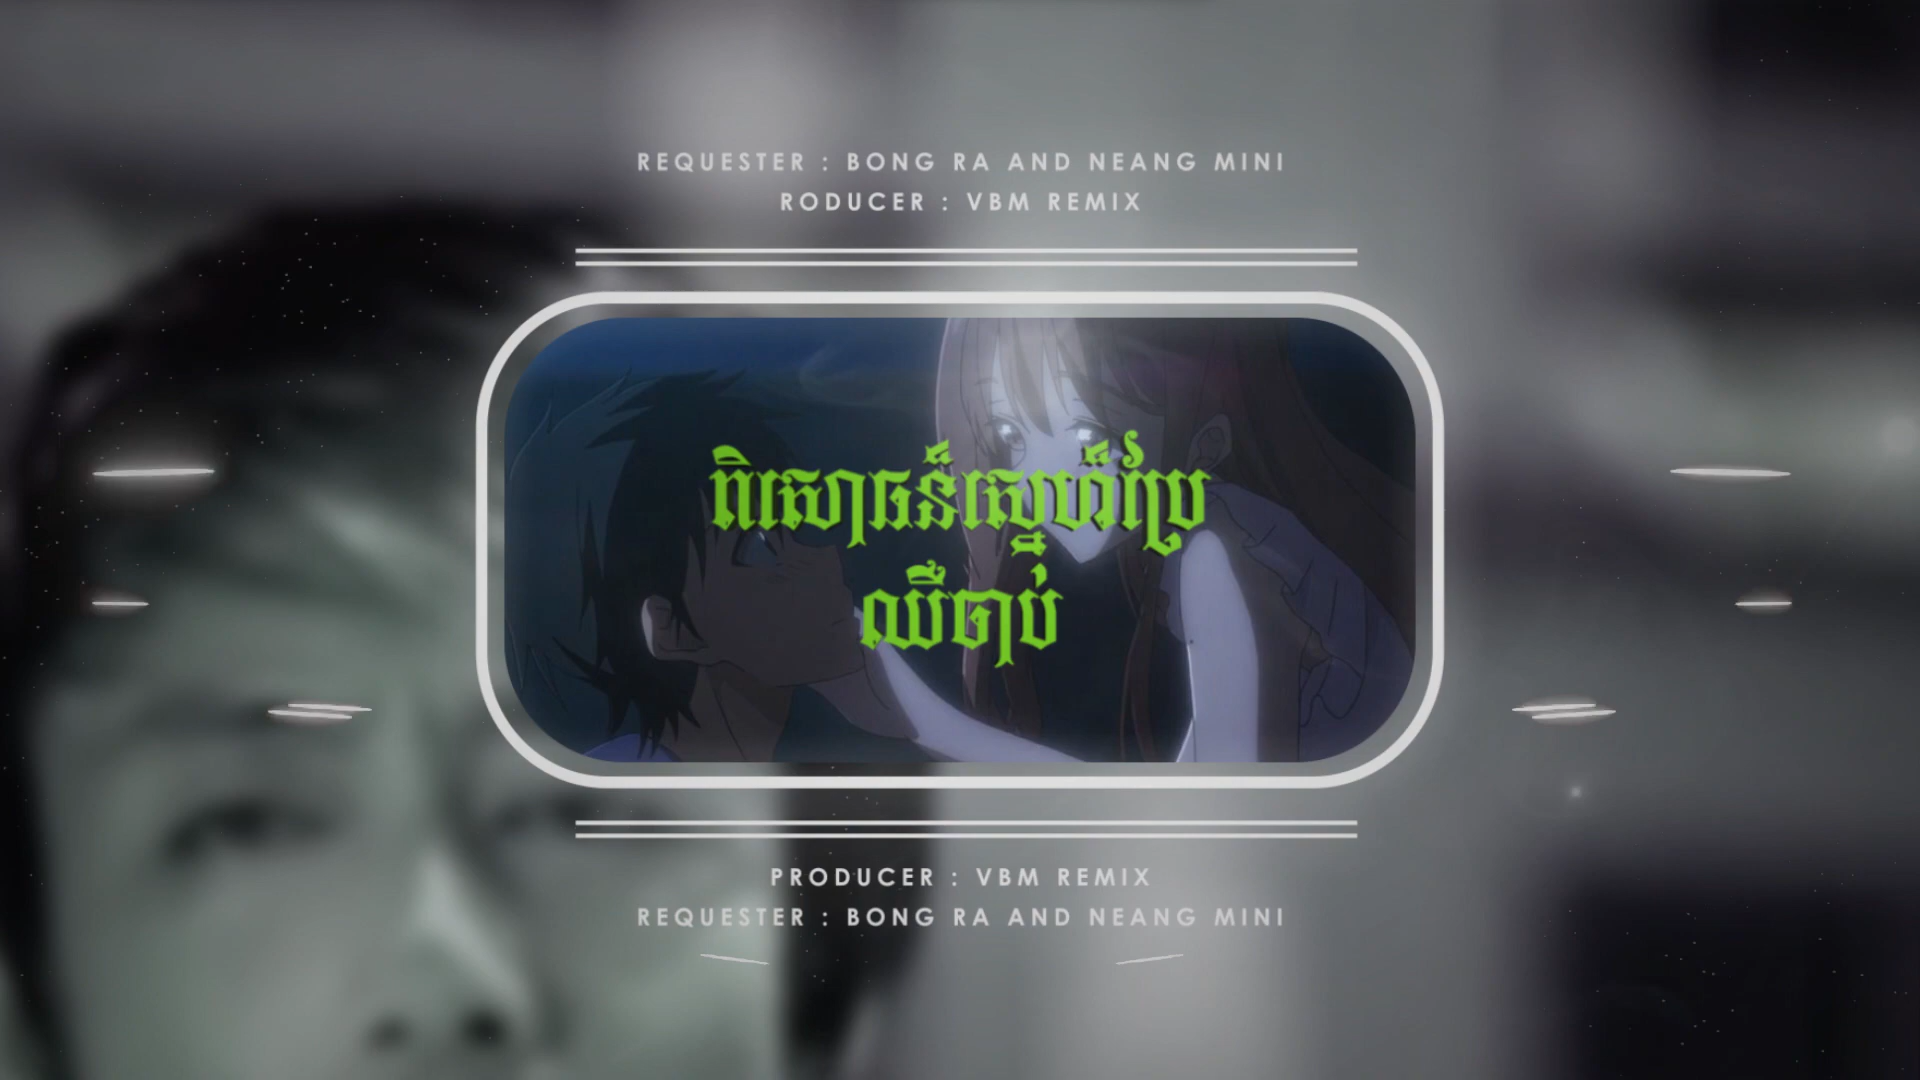 REQUESTER : BONG RA AND NEANG MINI
RODUCER : VBM REMIX
ពិសោធន៏ស្នេហ៏វប្រែ
ឈឺចាប់
PRODUCER : VBM REMIX
REQUESTER : BONG RA AND NEANG MINI